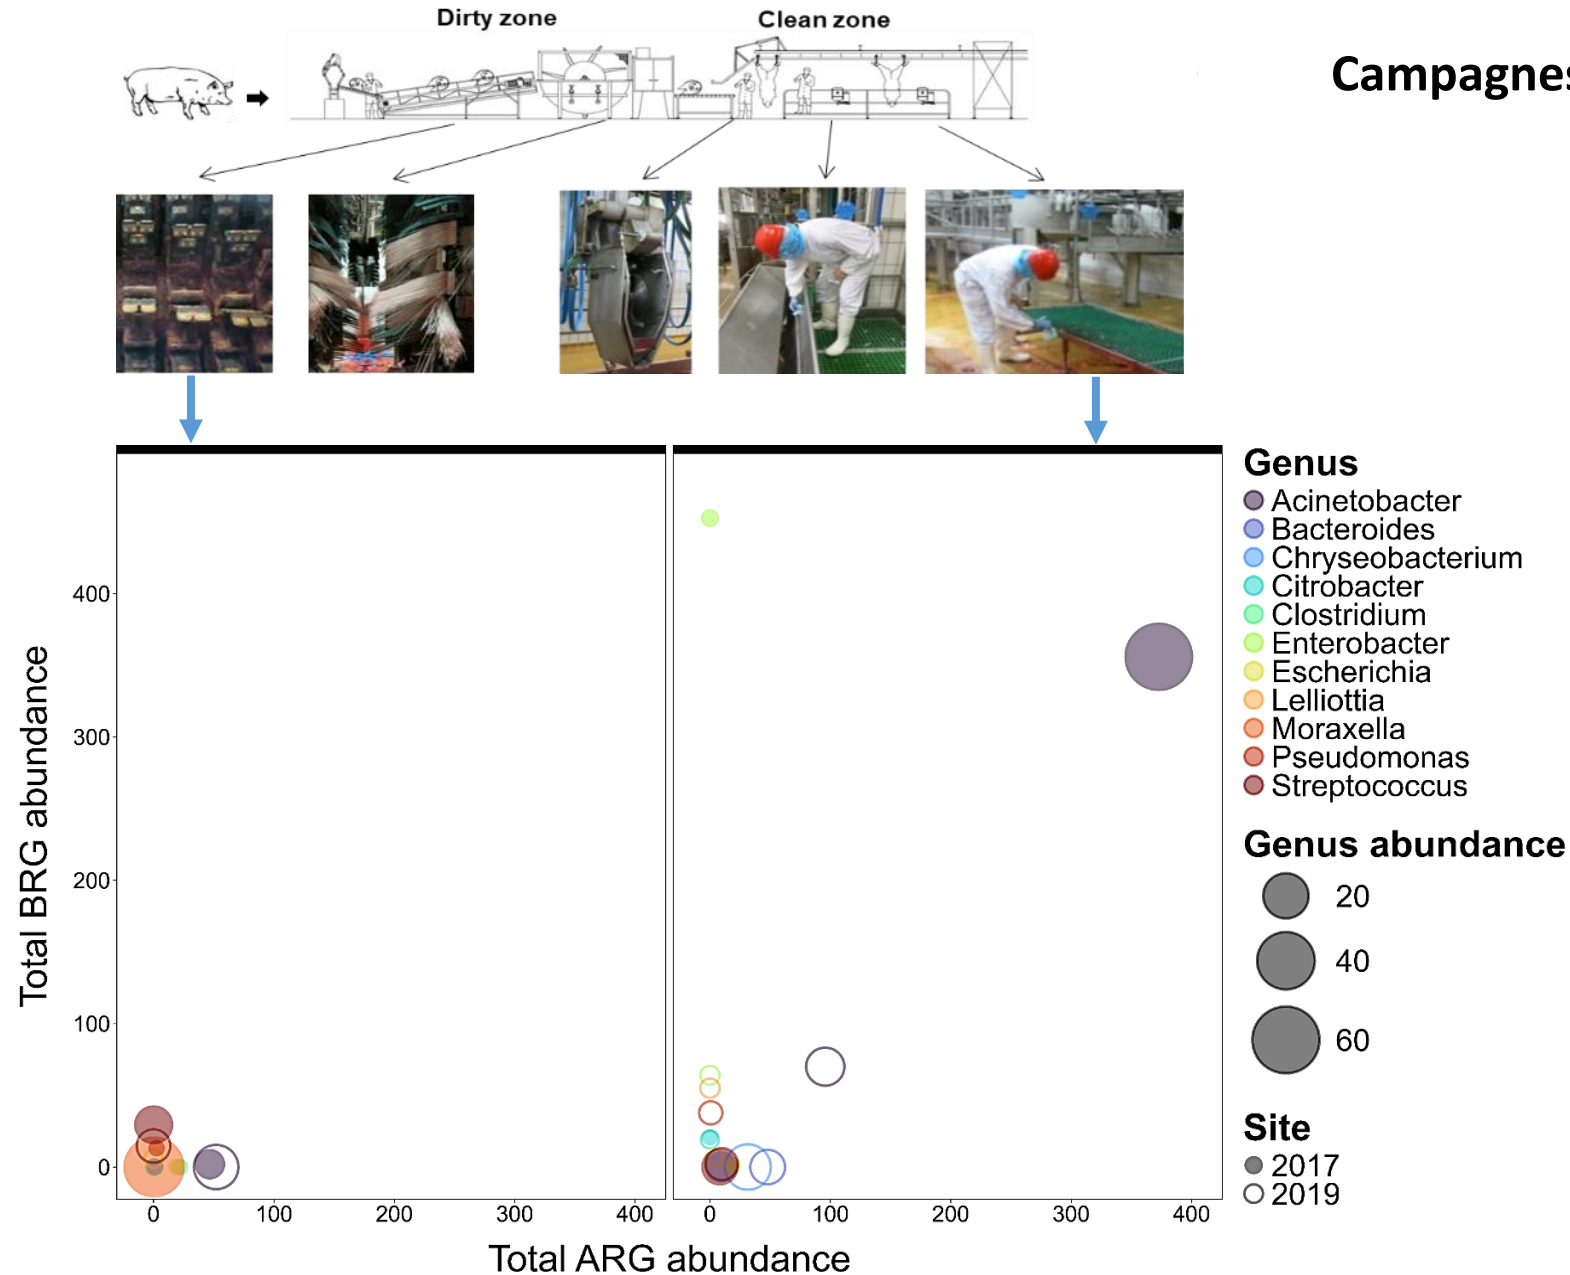 Dirty zone
Clean zone
Campagnes
Genus
Acinetobacter
Bacteroides
Chryseobacterium
Citrobacter
Clostridium
Enterobacter
Escherichia
Lelliottia
Moraxella
Pseudomonas
Streptococcus
Genus abundance
20
40
60
Site
2017
2019
Total BRG abundance
400
300
200
100
0
0 100 200 300 400
0 100 200 300 400
Total ARG abundance